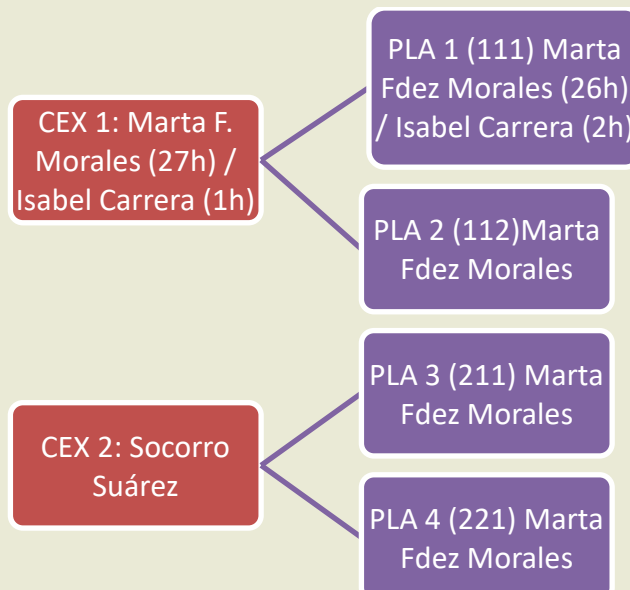 CEX 1: Marta F.
Morales (27h) /
Isabel Carrera (1h)
PLA 1 (111) Marta
Fdez Morales (26h)
/ Isabel Carrera (2h)
PLA 2 (112)Marta
Fdez Morales
CEX 2: Socorro
Suárez
PLA 3 (211) Marta
Fdez Morales
PLA 4 (221) Marta
Fdez Morales